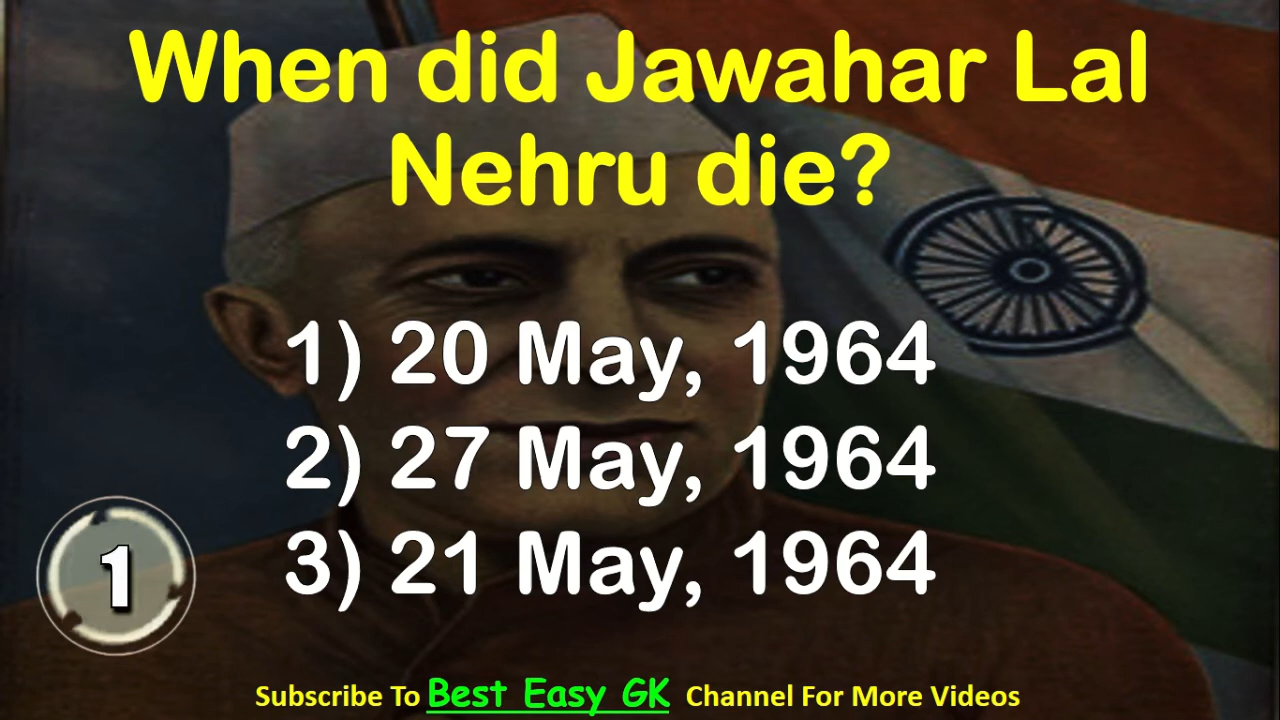 When did Jawahar Lal
Nehru die?
1) 20 May, 1964
2) 27 May, 1964
3) 21 May, 1964
1
Subscribe To Best Easy GK Channel For More Videos